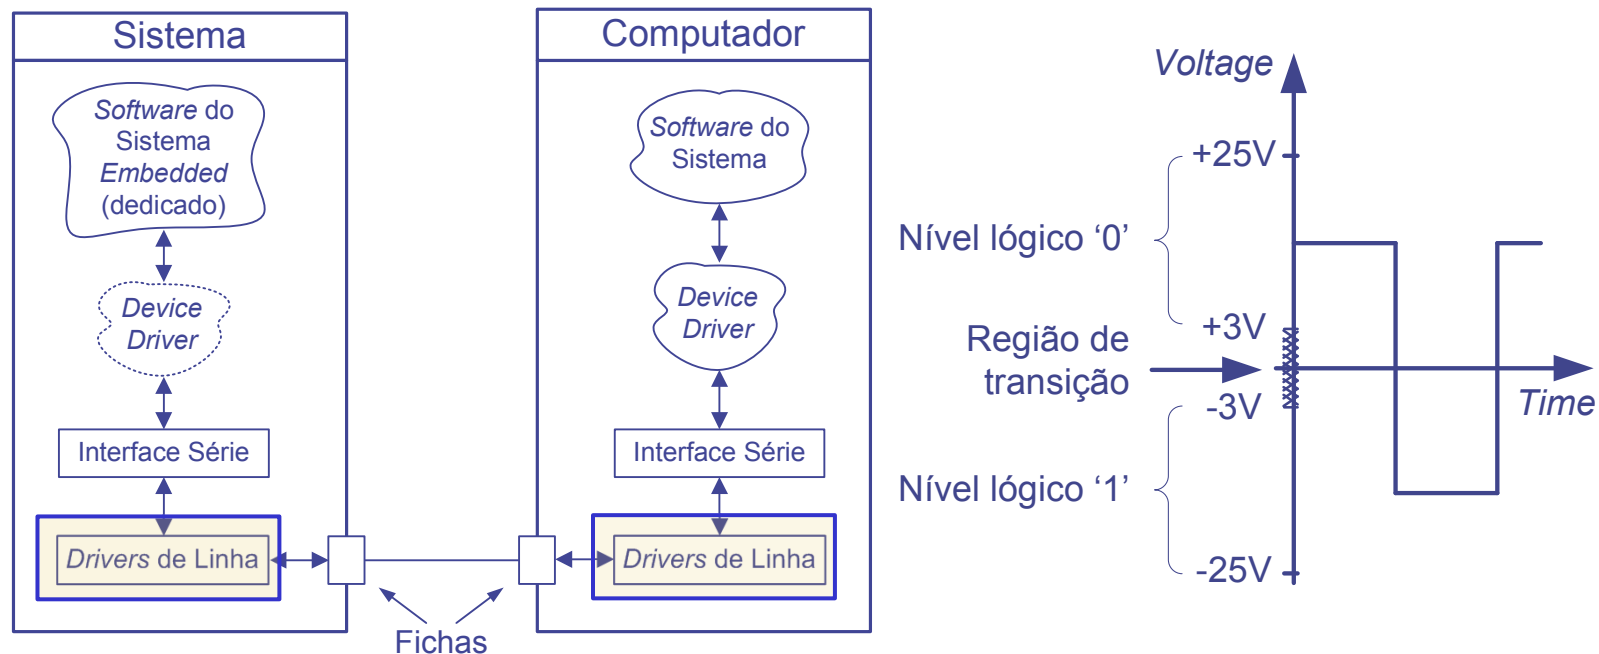 Sistema
Software do
Sistema
Embedded
(dedicado)
Device
Driver
Interface Série
Drivers de Linha
Fichas
Computador
Software do
Sistema
Device
Driver
Interface Série
Drivers de Linha
Voltage
+25V
Nível lógico ‘0’
+3V
Região de
transição
-3V
Time
Nível lógico ‘1’
-25V